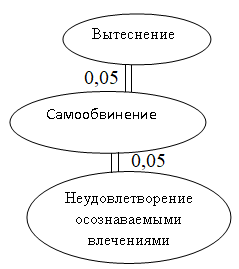 Вытеснение
0,05
Самообвинение
0,05
Неудовлетворение
осознаваемыми
влечениями